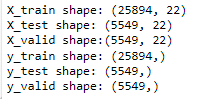 X_train shape: (25894, 22)
X_test shape: (5549, 22)
X_valid shape:(5549, 22)
y_train shape: (25894,)
y_test shape: (5549,)
y_valid shape: (5549,)